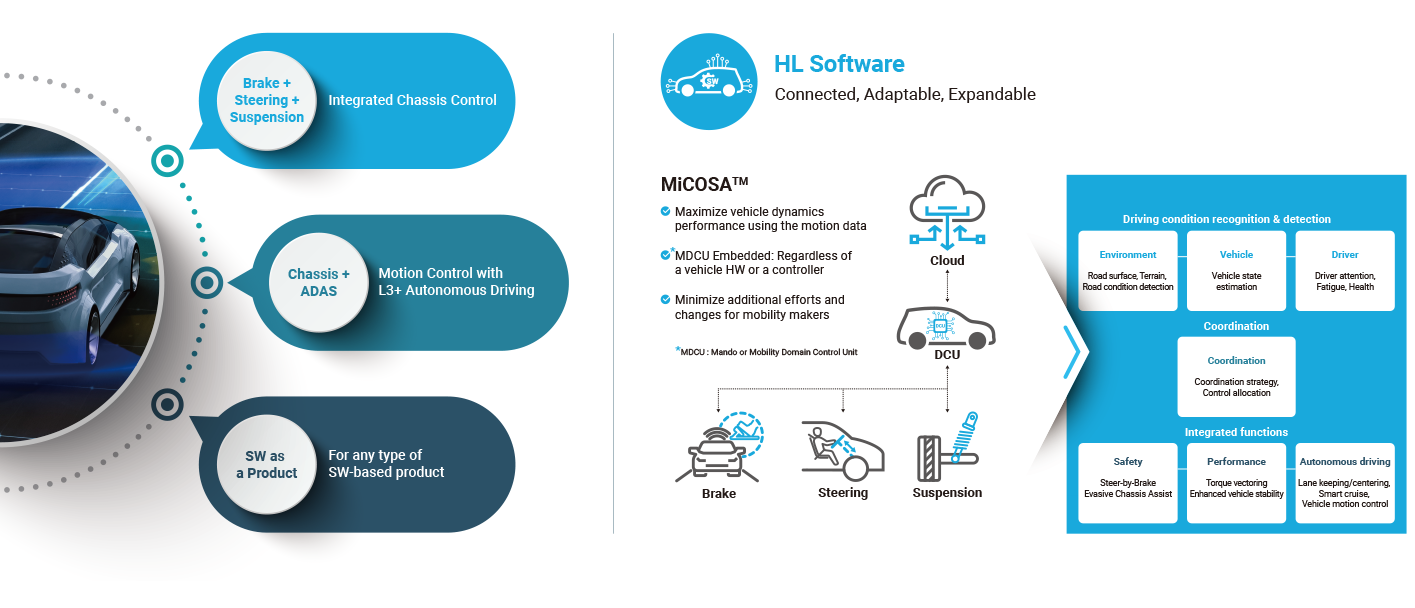 Brake +
Steering +
Suspension
Integrated Chassis Control
Chassis +
ADAS
Motion Control with
L3+ Autonomous Driving
SW as
a Product
For any type of
SW-based product
SW
HL Software
Connected, Adaptable, Expandable
MiCOSA™
Maximize vehicle dynamics
performance using the motion data
*MDCU Embedded: Regardless of
a vehicle HW or a controller
Minimize additional efforts and
changes for mobility makers
*MDCU : Mando or Mobility Domain Control Unit
Cloud
DCU
DCU
Brake
Steering
Suspension
Driving condition recognition & detection
Environment
Road surface, Terrain,
Road condition detection
Vehicle
Vehicle state
estimation
Driver
Driver attention,
Fatigue, Health
Coordination
Coordination
Coordination strategy,
Control allocation
Integrated functions
Safety
Steer-by-Brake
Evasive Chassis Assist
Performance
Torque vectoring
Enhanced vehicle stability
Autonomous driving
Lane keeping/centering,
Smart cruise,
Vehicle motion control